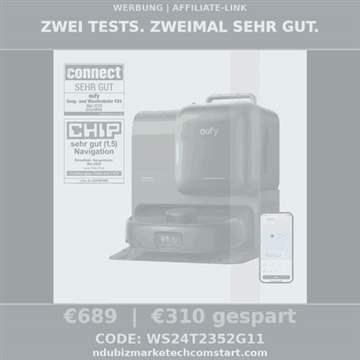 WERBUNG | AFFILIATE-LINK
ZWEI TESTS. ZWEIMAL SEHR GUT.
connect
SEHR GUT
eufy
CHIP
sehr gut (1,5)
Navigation
eufy
€689 | €310 gespart
CODE: WS24T2352G11
ndubizmarketechcomstart.com